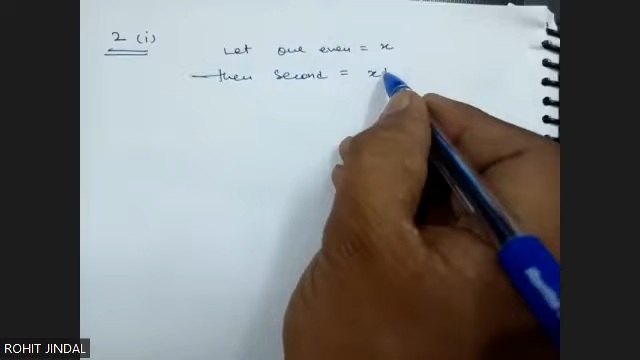 2 (i)
Let one even = x
then second = x+
ROHIT JINDAL